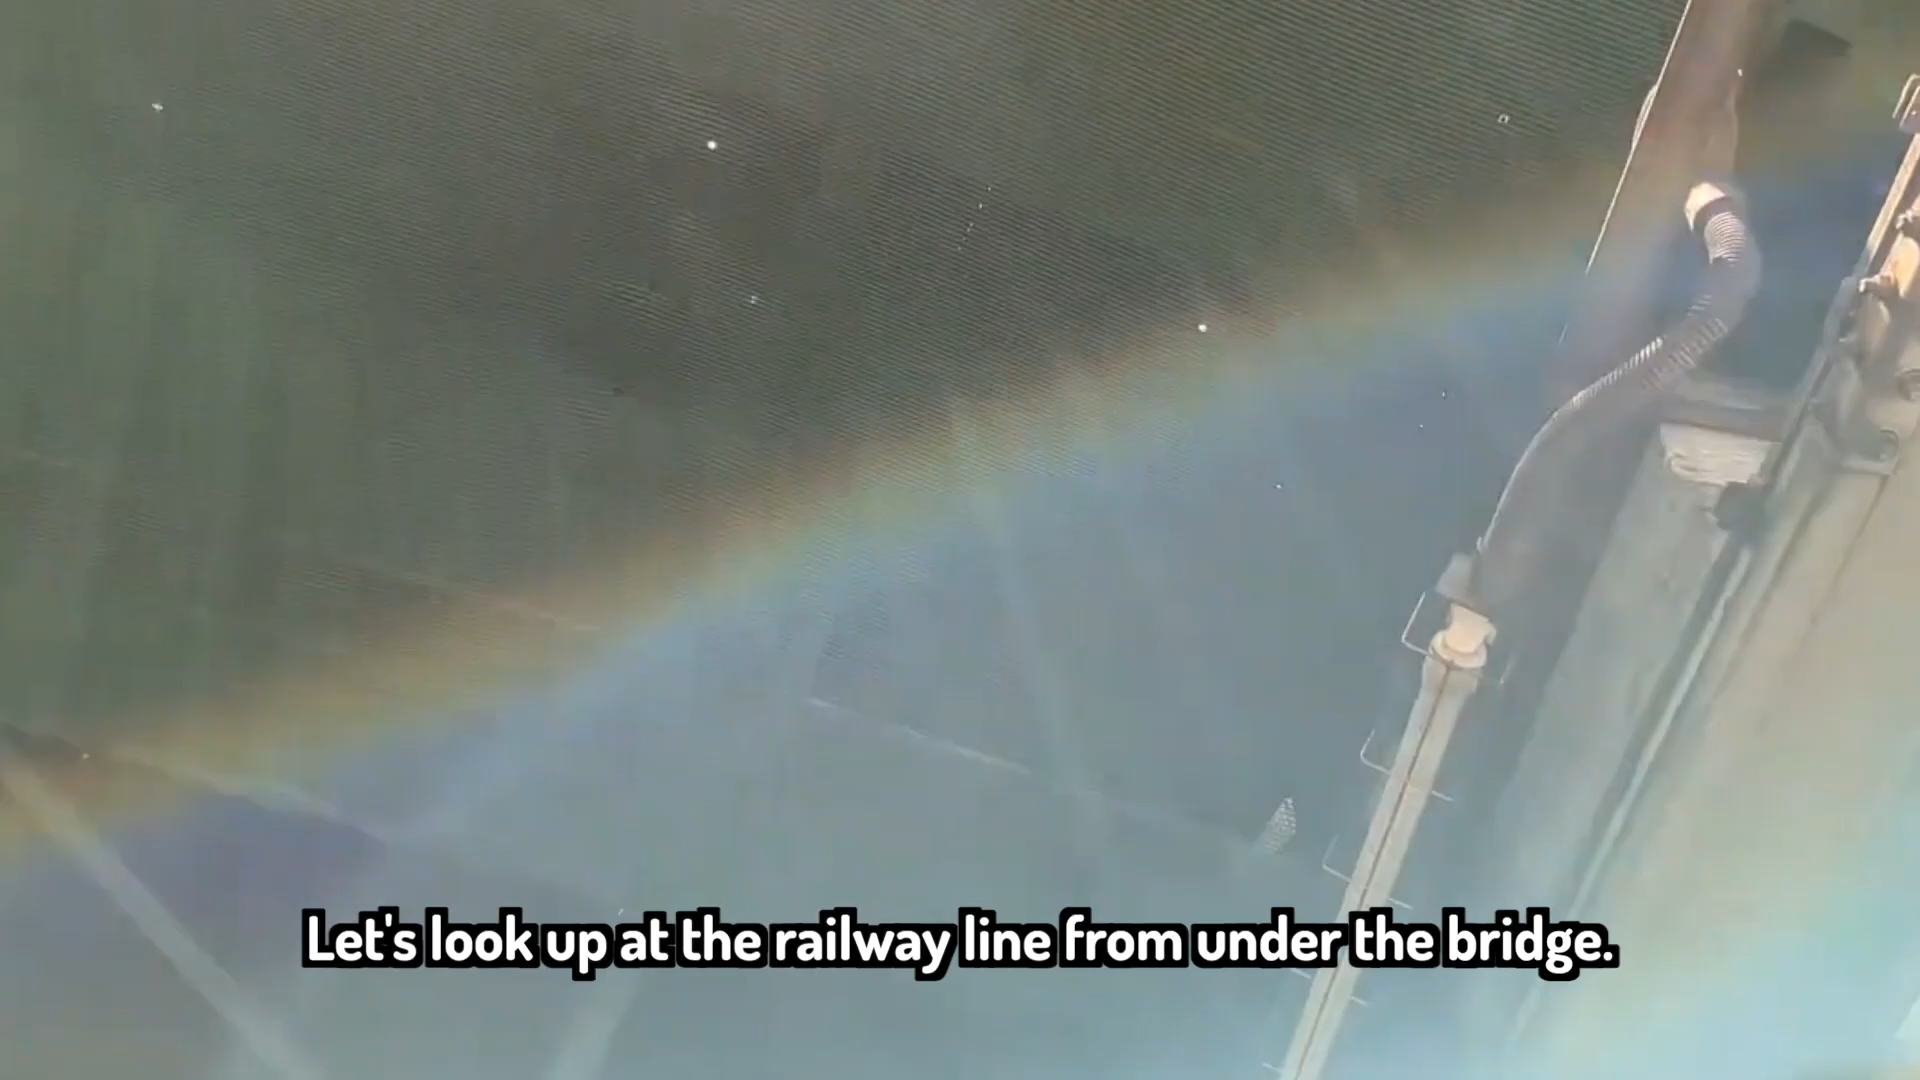 Let's look up at the railway line from under the bridge.